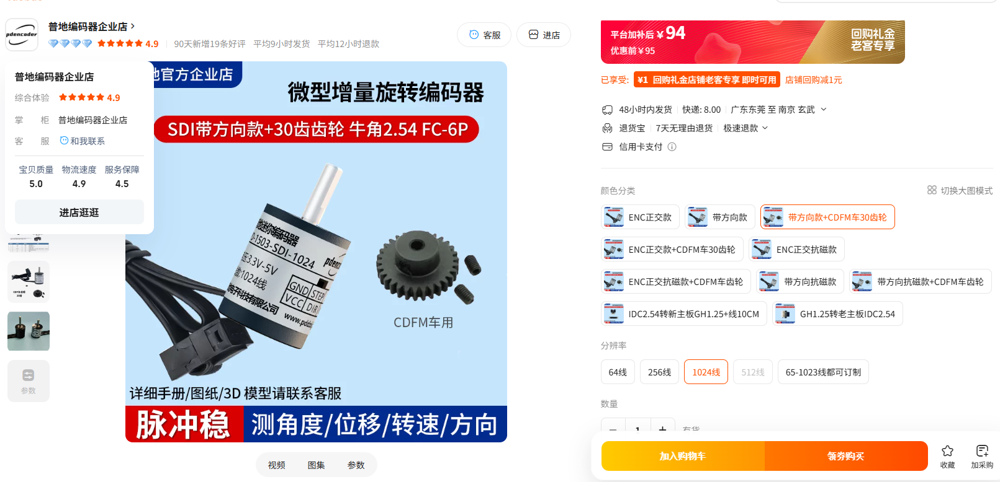 pdencoder
普地编码器企业店 >
4.9
90天新增19条好评 平均9小时发货 平均12小时退款
客服
进店
普地编码器企业店
综合体验 4.9
掌柜 普地编码器企业店
客服 和我联系
宝贝质量 物流速度 服务保障
5.0 4.9 4.5
进店逛逛
参数
地官方企业店
微型增量旋转编码器
SDI带方向款+30齿齿轮 牛角2.54 FC-6P
地迷你编码器
-1503-SDI-1024
3.3V-5V
1024线
GND STEP
VCC DIR
电子科技有限公司
CDFM车用
详细手册/图纸/3D 模型请联系客服
脉冲稳
测角度/位移/转速/方向
视频
图集
参数
平台加补后 ¥ 94
优惠前 ¥ 95
回购礼金
老客专享
已享受: ¥1 回购礼金店铺老客专享 即时可用 店铺回购减1元
48小时内发货 快递: 8.00 广东东莞 至 南京 玄武
退货宝 7天无理由退货 极速退款
信用卡支付
颜色分类
切换大图模式
ENC正交款
带方向款
带方向款+CDFM车30齿轮
ENC正交款+CDFM车30齿轮
ENC正交抗磁款
ENC正交抗磁款+CDFM车齿轮
带方向抗磁款
带方向抗磁款+CDFM车齿轮
IDC2.54转新主板GH1.25+线10CM
GH1.25转老主板IDC2.54
分辨率
64线
256线
1024线
512线
65-1023线都可订制
数量
1
有货
加入购物车
领券购买
收藏
加采购